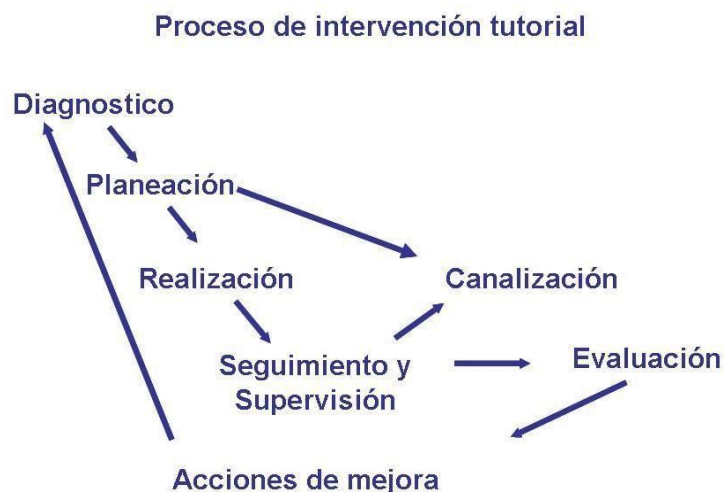 Proceso de intervención tutorial
Diagnostico
Planeación
Realización
Canalización
Seguimiento y
Supervisión
Evaluación
Acciones de mejora